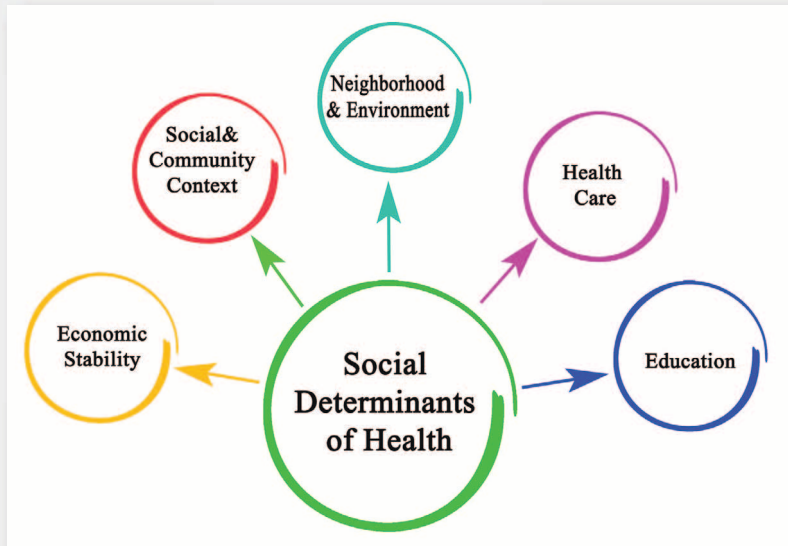 Neighborhood
& Environment
Social&
Community
Context
Health
Care
Economic
Stability
Education
Social
Determinants
of Health